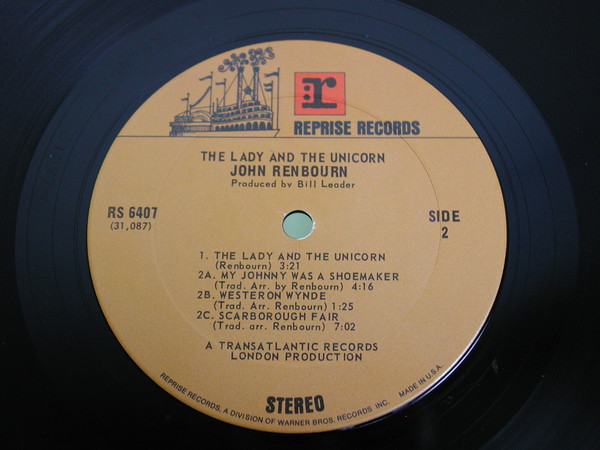 r
REPRISE RECORDS
THE LADY AND THE UNICORN
JOHN RENBOURN
Produced by Bill Leader
RS 6407
(31,087)
SIDE
2
1. THE LADY AND THE UNICORN
(Renbourn) 3:21
2A. MY JOHNNY WAS A SHOEMAKER
(Trad. Arr. by Renbourn) 4:16
2B. WESTERON WYNDE
(Trad. Arr. Renbourn) 1:25
2C. SCARBOROUGH FAIR
(Trad. arr. Renbourn) 7:02
A TRANSATLANTIC RECORDS
LONDON PRODUCTION
STEREO
REPRISE RECORDS, A DIVISION OF WARNER BROS. RECORDS INC. MADE IN U.S.A.